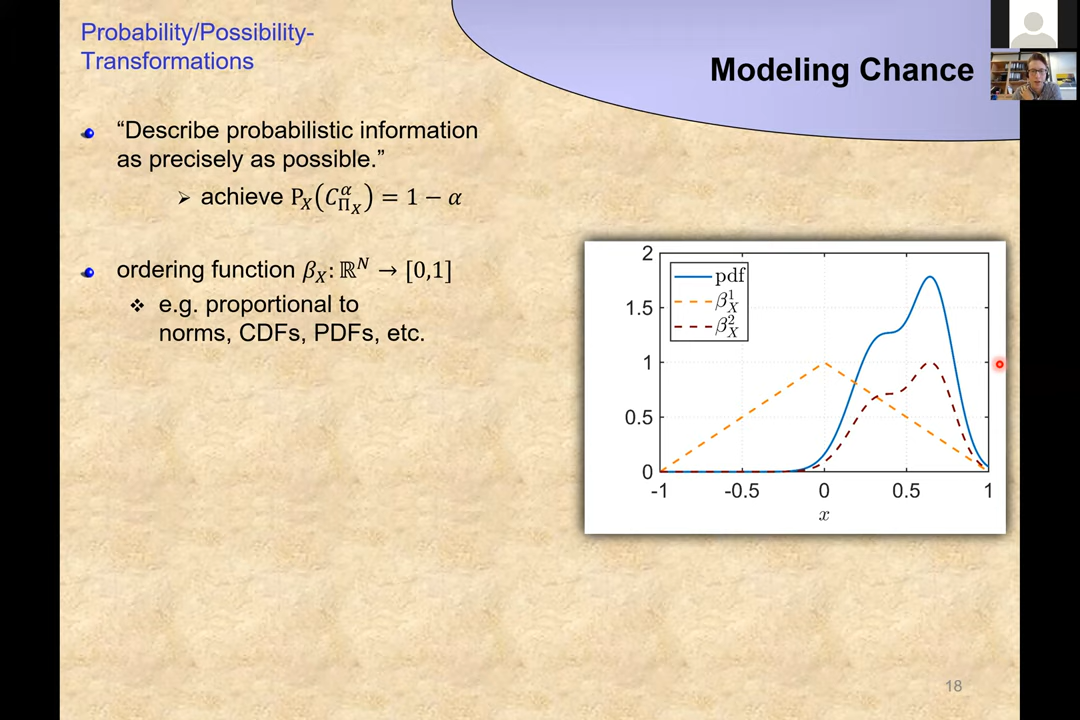 Probability/Possibility-
Transformations
Modeling Chance
“Describe probabilistic information
as precisely as possible.”
achieve P_X(C^α_{Π_X}) = 1 − α
ordering function β_X: ℝ^N → [0,1]
e.g. proportional to
norms, CDFs, PDFs, etc.
2
1.5
1
0.5
0
pdf
β^1_X
β^2_X
-1 -0.5 0 0.5 1
x
18